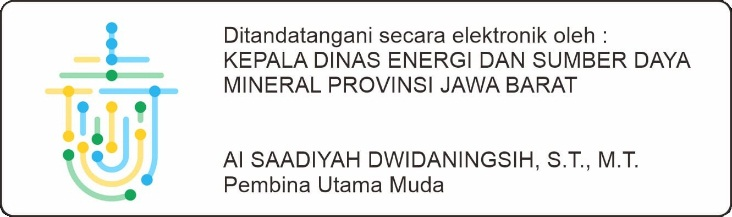 Ditandatangani secara elektronik oleh :
KEPALA DINAS ENERGI DAN SUMBER DAYA
MINERAL PROVINSI JAWA BARAT
AI SAADIYAH DWIDANINGSIH, S.T., M.T.
Pembina Utama Muda